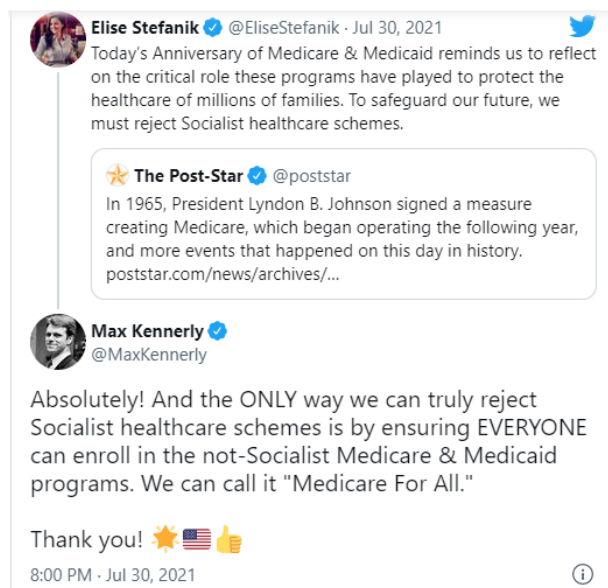 Elise Stefanik @EliseStefanik · Jul 30, 2021
Today's Anniversary of Medicare & Medicaid reminds us to reflect
on the critical role these programs have played to protect the
healthcare of millions of families. To safeguard our future, we
must reject Socialist healthcare schemes.
The Post-Star @poststar
In 1965, President Lyndon B. Johnson signed a measure
creating Medicare, which began operating the following year,
and more events that happened on this day in history.
poststar.com/news/archives/...
Max Kennerly
@MaxKennerly
Absolutely! And the ONLY way we can truly reject
Socialist healthcare schemes is by ensuring EVERYONE
can enroll in the not-Socialist Medicare & Medicaid
programs. We can call it "Medicare For All."
Thank you! 🌟🇺🇸👍
8:00 PM · Jul 30, 2021